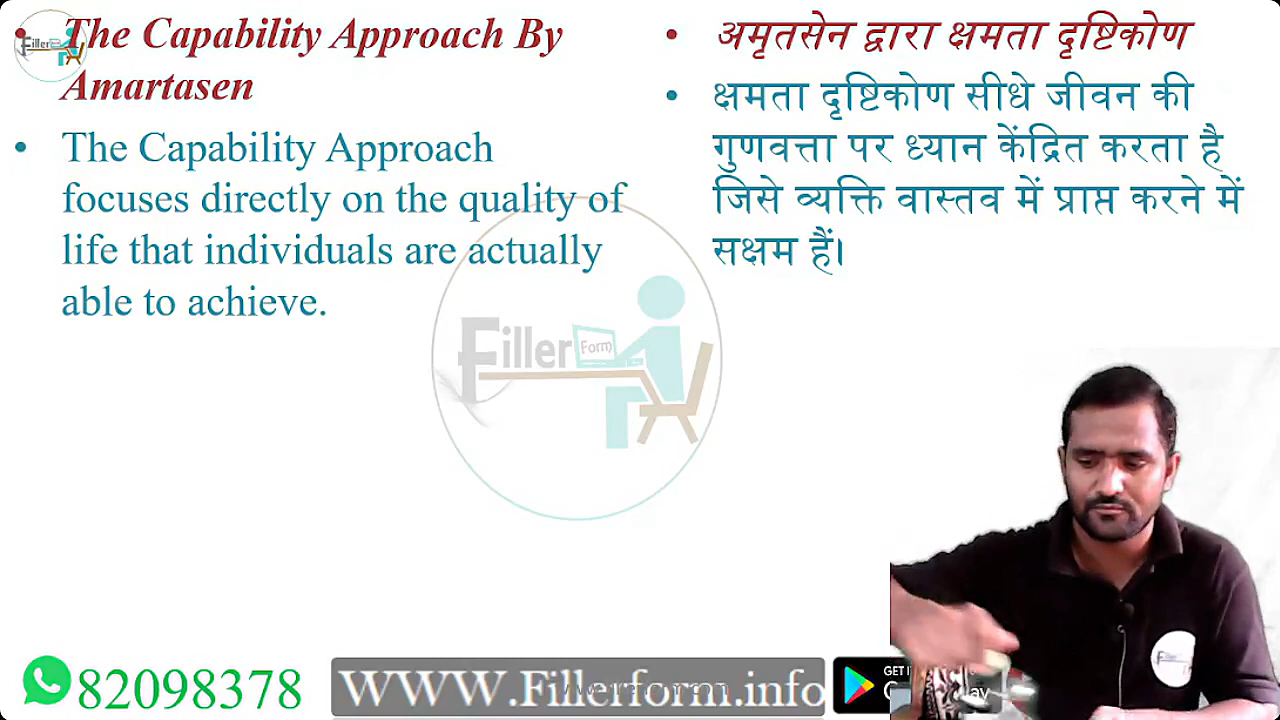 The Capability Approach By
Amartasen
The Capability Approach
focuses directly on the quality of
life that individuals are actually
able to achieve.
अमृतसेन द्वारा क्षमता दृष्टिकोण
क्षमता दृष्टिकोण सीधे जीवन की
गुणवत्ता पर ध्यान केंद्रित करता है
जिसे व्यक्ति वास्तव में प्राप्त करने में
सक्षम हैं।
Filler Form
82098378
WWW.Fillerform.info
GET I